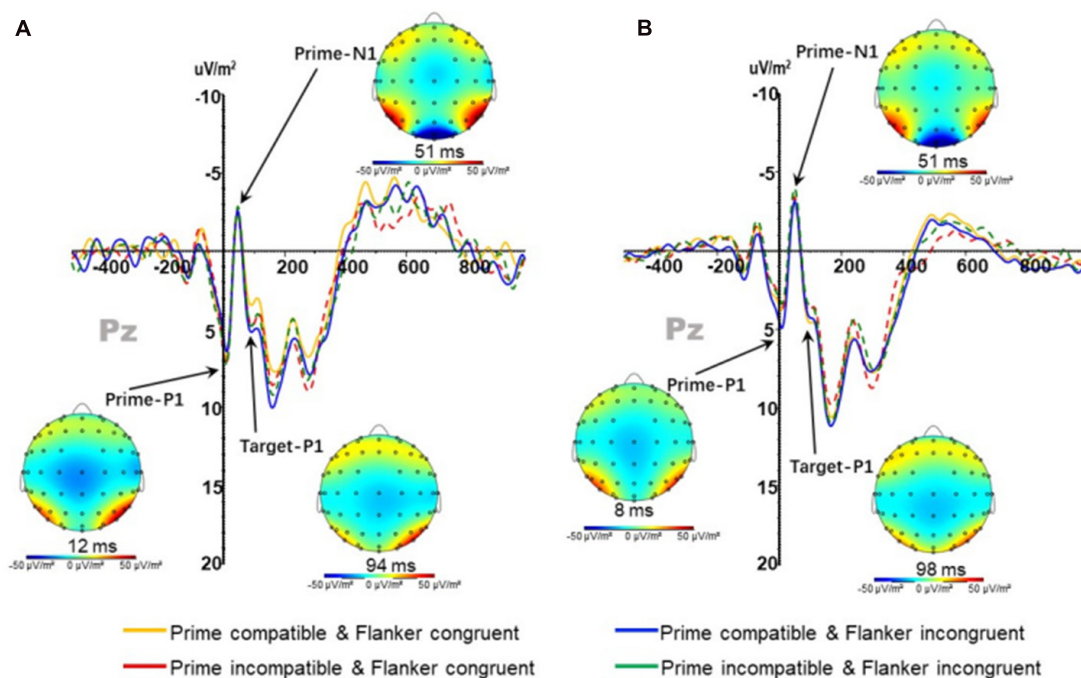 A
Prime-N1
uV/m²
-10
-5
5
10
15
20
-400
-200
200
400
600
800
51 ms
-50 µV/m² 0 µV/m² 50 µV/m²
Pz
Prime-P1
Target-P1
12 ms
-50 µV/m² 0 µV/m² 50 µV/m²
94 ms
-50 µV/m² 0 µV/m² 50 µV/m²
B
Prime-N1
uV/m²
-10
-5
5
10
15
20
-400
-200
200
400
600
800
51 ms
-50 µV/m² 0 µV/m² 50 µV/m²
Pz
Prime-P1
Target-P1
8 ms
-50 µV/m² 0 µV/m² 50 µV/m²
98 ms
-50 µV/m² 0 µV/m² 50 µV/m²
Prime compatible & Flanker congruent
Prime compatible & Flanker incongruent
Prime incompatible & Flanker congruent
Prime incompatible & Flanker incongruent